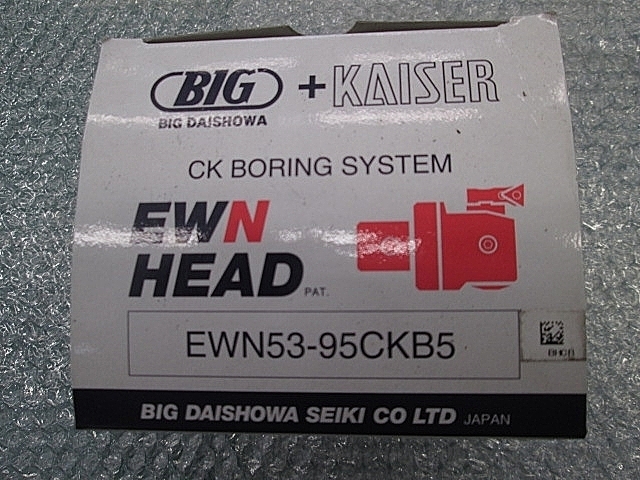 BIG + KAISER
BIG DAISHOWA
CK BORING SYSTEM
EWN
HEAD PAT.
EWN53-95CKB5
BIG DAISHOWA SEIKI CO LTD JAPAN